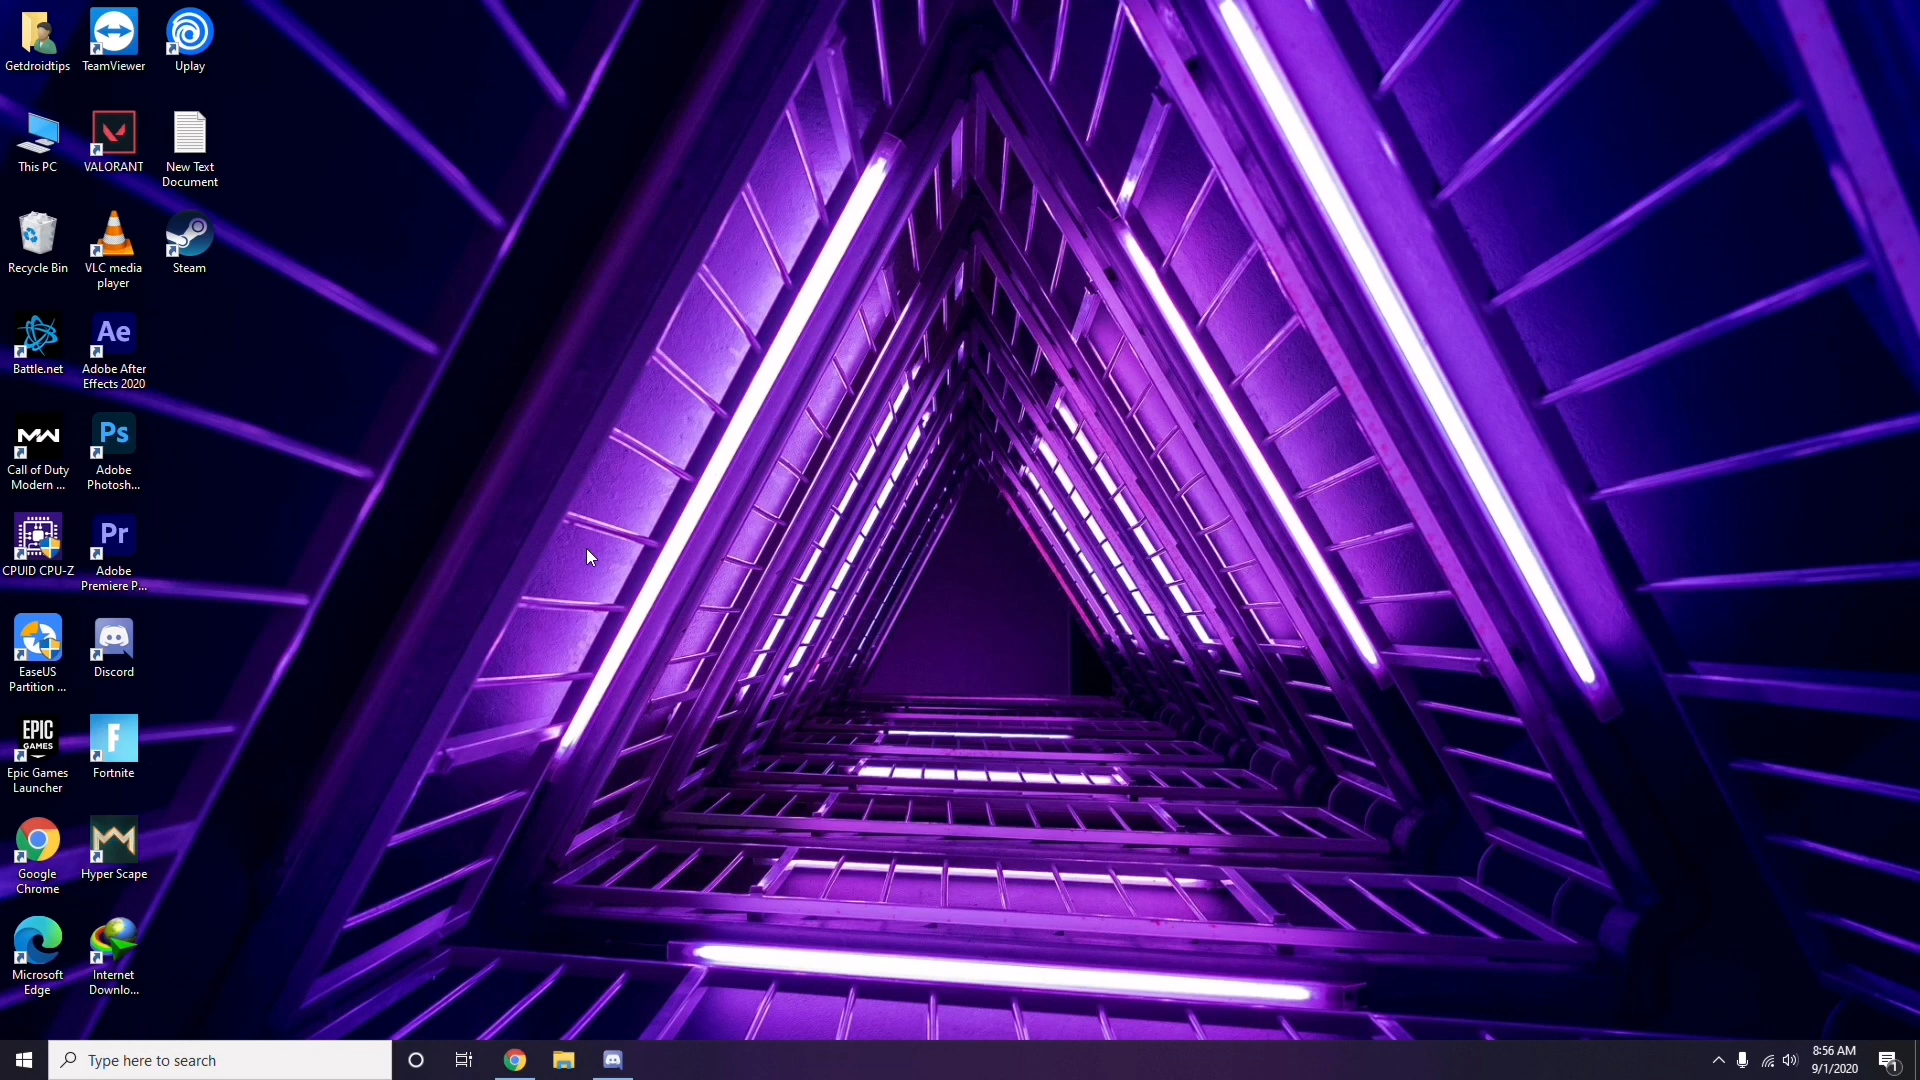 Getdroidtips
TeamViewer
Uplay
This PC
VALORANT
New Text
Document
Recycle Bin
VLC media
player
Steam
Battle.net
Ae
Adobe After
Effects 2020
MW
Call of Duty
Modern ...
Ps
Adobe
Photosh...
CPUID CPU-Z
Pr
Adobe
Premiere P...
EaseUS
Partition ...
Discord
EPIC
GAMES
Epic Games
Launcher
F
Fortnite
Google
Chrome
Hyper Scape
Microsoft
Edge
Internet
Downlo...
Type here to search
8:56 AM
9/1/2020
1